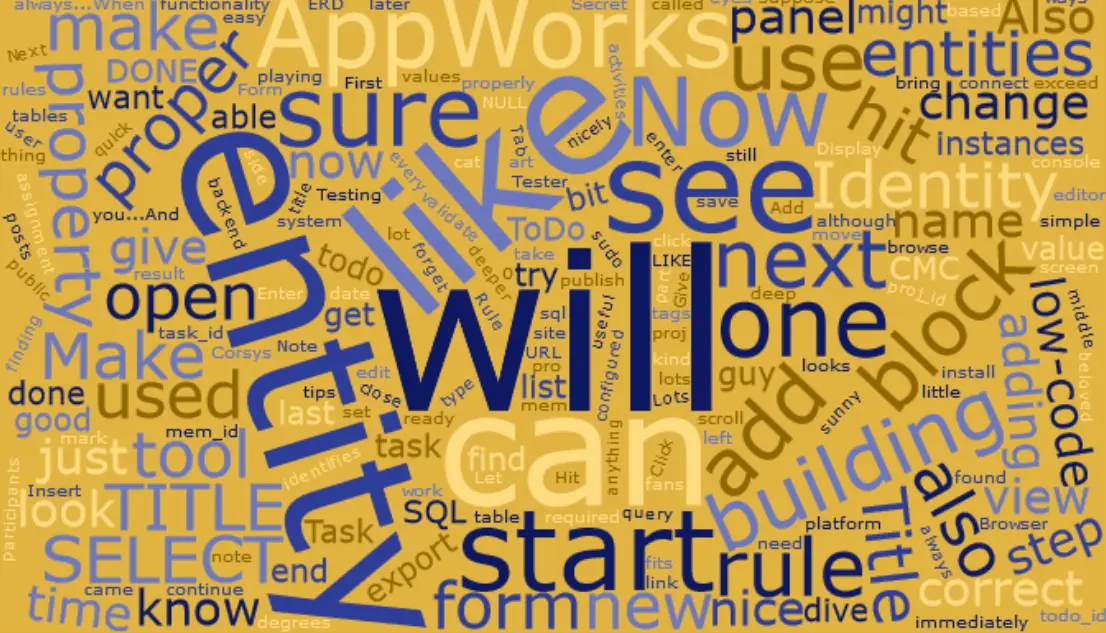 always...When functionality ERD later Secret called eyes suppose ways
Next make easy AppWorks panel might based Also
rules DONE playing First values properly activities use entities
want Form NULL bring connect exceed
tables property proper able sure like Now hit change
user quick Tab nicely enter instances
thing now every cat art still Display console
side validate Tester bit see save Add Identity editor
assignment you...And backend title Testing system lot ToDo although name simple
posts give forget deeper take sudo click move next browse value
public result todo 0 try publish LIKE part Give deep CMC screen
open Enter date get Rule will useful tags one proj_id block low-code middle
finding task_id entity sql site proj
Make Corsys Note edit URL kind looks adding beloved
done used tips dose type pro list configured lots guy install
good last set ready mem Lots add sunny little
mark mem_id can scroll building
just tool task find anything Click left
participants identifies Let Hit fans also found view
Insert look TITLE work SQL table required query platform Title Browser
Task start need always step
SELECT note end export fits rule correct
came continue link
time know degrees form new nice dive immediately todo_id